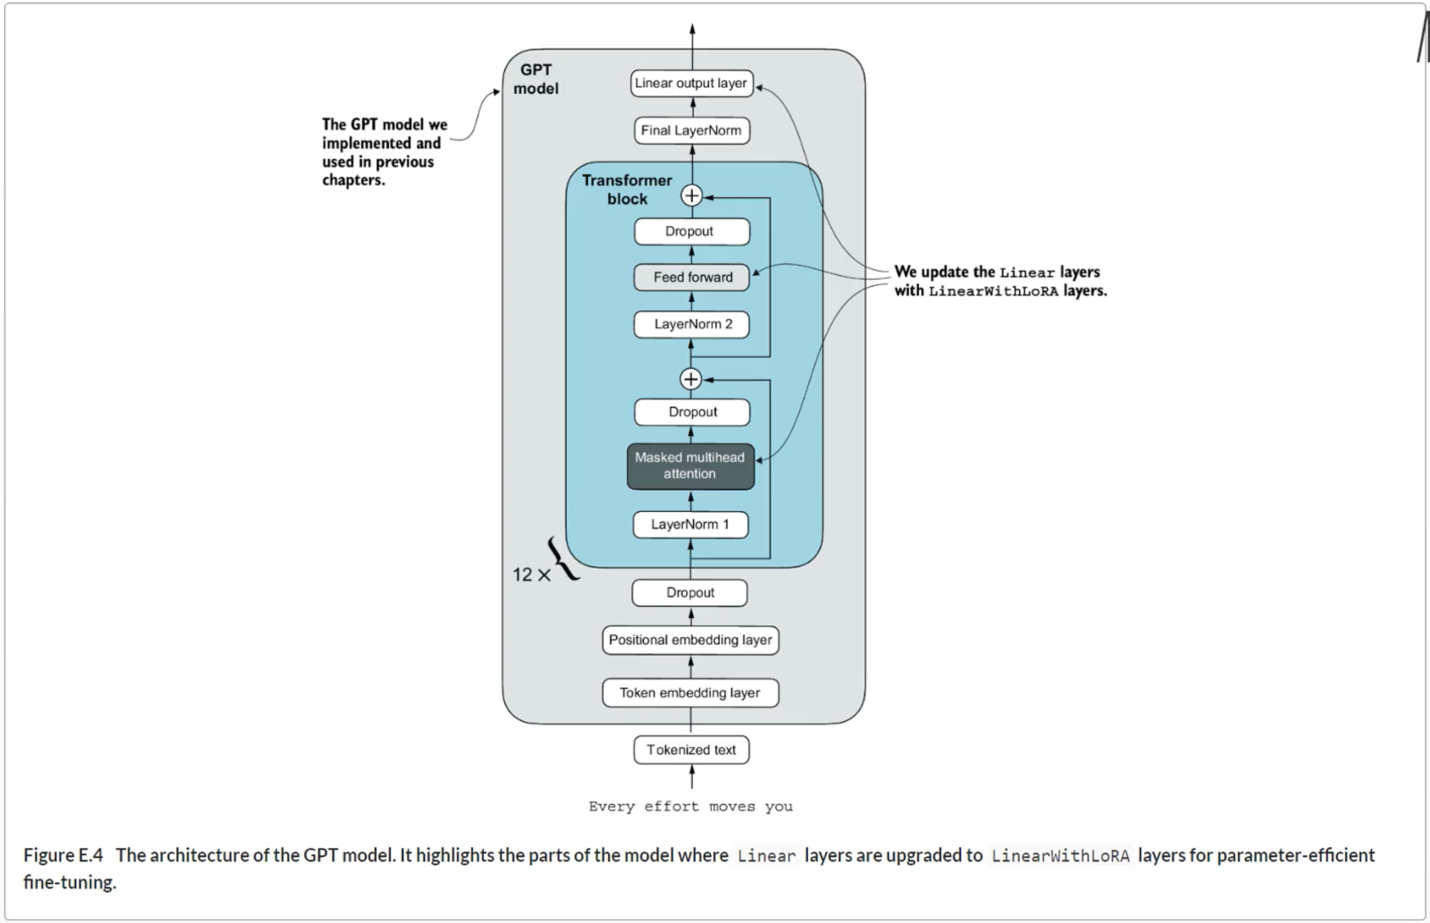 GPT
model
Linear output layer
The GPT model we
implemented and
used in previous
chapters.
Final LayerNorm
Transformer
block
+
Dropout
Feed forward
We update the Linear layers
with LinearWithLoRA layers.
LayerNorm 2
+
Dropout
Masked multihead
attention
LayerNorm 1
12 ×
{
Dropout
Positional embedding layer
Token embedding layer
Tokenized text
Every effort moves you
Figure E.4 The architecture of the GPT model. It highlights the parts of the model where Linear layers are upgraded to LinearWithLoRA layers for parameter-efficient
fine-tuning.